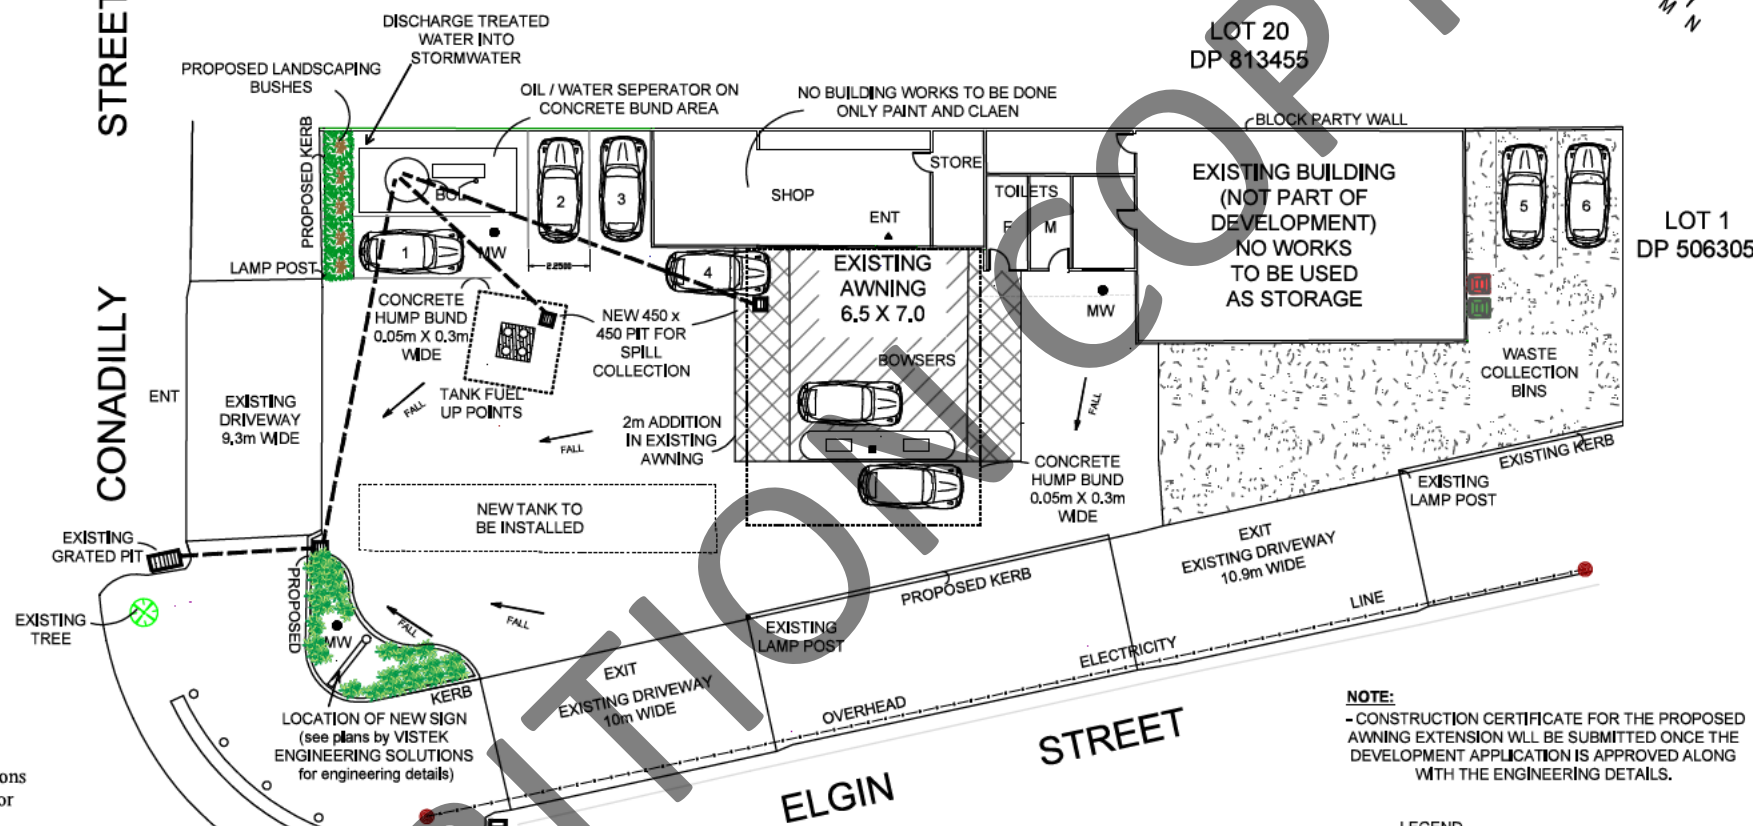 STREET
CONADILLY
DISCHARGE TREATED
WATER INTO
STORMWATER
PROPOSED LANDSCAPING
BUSHES
OIL / WATER SEPERATOR ON
CONCRETE BUND AREA
NO BUILDING WORKS TO BE DONE
ONLY PAINT AND CLAEN
LOT 20
DP 813455
M N
BLOCK PARTY WALL
PROPOSED KERB
LAMP POST
1
MW
2
3
2.2500
SHOP
STORE
ENT
TOILETS
F
M
EXISTING BUILDING
(NOT PART OF
DEVELOPMENT)
NO WORKS
TO BE USED
AS STORAGE
5
6
LOT 1
DP 506305
4
EXISTING
AWNING
6.5 X 7.0
BOWSERS
CONCRETE
HUMP BUND
0.05m X 0.3m
WIDE
NEW 450 x
450 PIT FOR
SPILL
COLLECTION
TANK FUEL
UP POINTS
FALL
FALL
2m ADDITION
IN EXISTING
AWNING
MW
FALL
WASTE
COLLECTION
BINS
ENT
EXISTING
DRIVEWAY
9.3m WIDE
NEW TANK TO
BE INSTALLED
CONCRETE
HUMP BUND
0.05m X 0.3m
WIDE
EXISTING KERB
EXISTING
LAMP POST
EXISTING
GRATED PIT
EXISTING
TREE
PROPOSED
MW
KERB
FALL
FALL
LOCATION OF NEW SIGN
(see plans by VISTEK
ENGINEERING SOLUTIONS
for engineering details)
EXIT
EXISTING DRIVEWAY
10m WIDE
EXISTING
LAMP POST
PROPOSED KERB
EXIT
EXISTING DRIVEWAY
10.9m WIDE
OVERHEAD ELECTRICITY LINE
ELGIN STREET
NOTE:
- CONSTRUCTION CERTIFICATE FOR THE PROPOSED
AWNING EXTENSION WLL BE SUBMITTED ONCE THE
DEVELOPMENT APPLICATION IS APPROVED ALONG
WITH THE ENGINEERING DETAILS.
LEGEND
ons
or